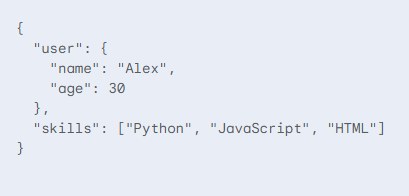 {
  "user": {
    "name": "Alex",
    "age": 30
  },
  "skills": ["Python", "JavaScript", "HTML"]
}